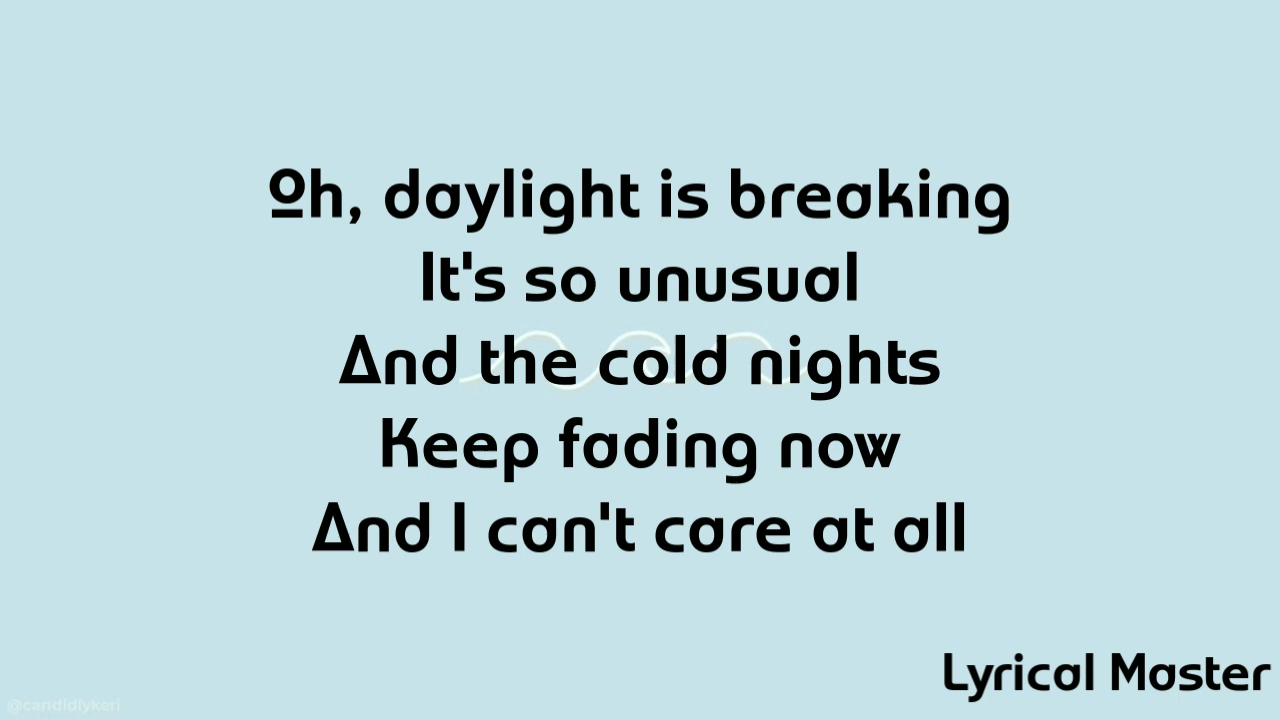 Oh, daylight is breaking
It's so unusual
And the cold nights
Keep fading now
And I can't care at all
Lyrical Master
@candidlykeri